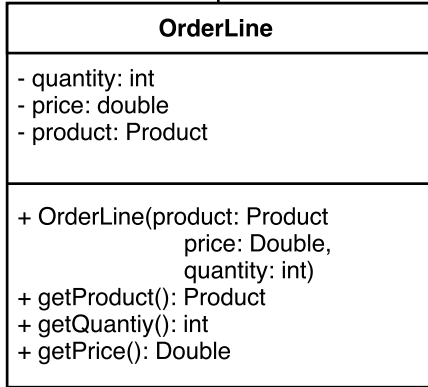 OrderLine
- quantity: int
- price: double
- product: Product
+ OrderLine(product: Product
price: Double,
quantity: int)
+ getProduct(): Product
+ getQuantiy(): int
+ getPrice(): Double